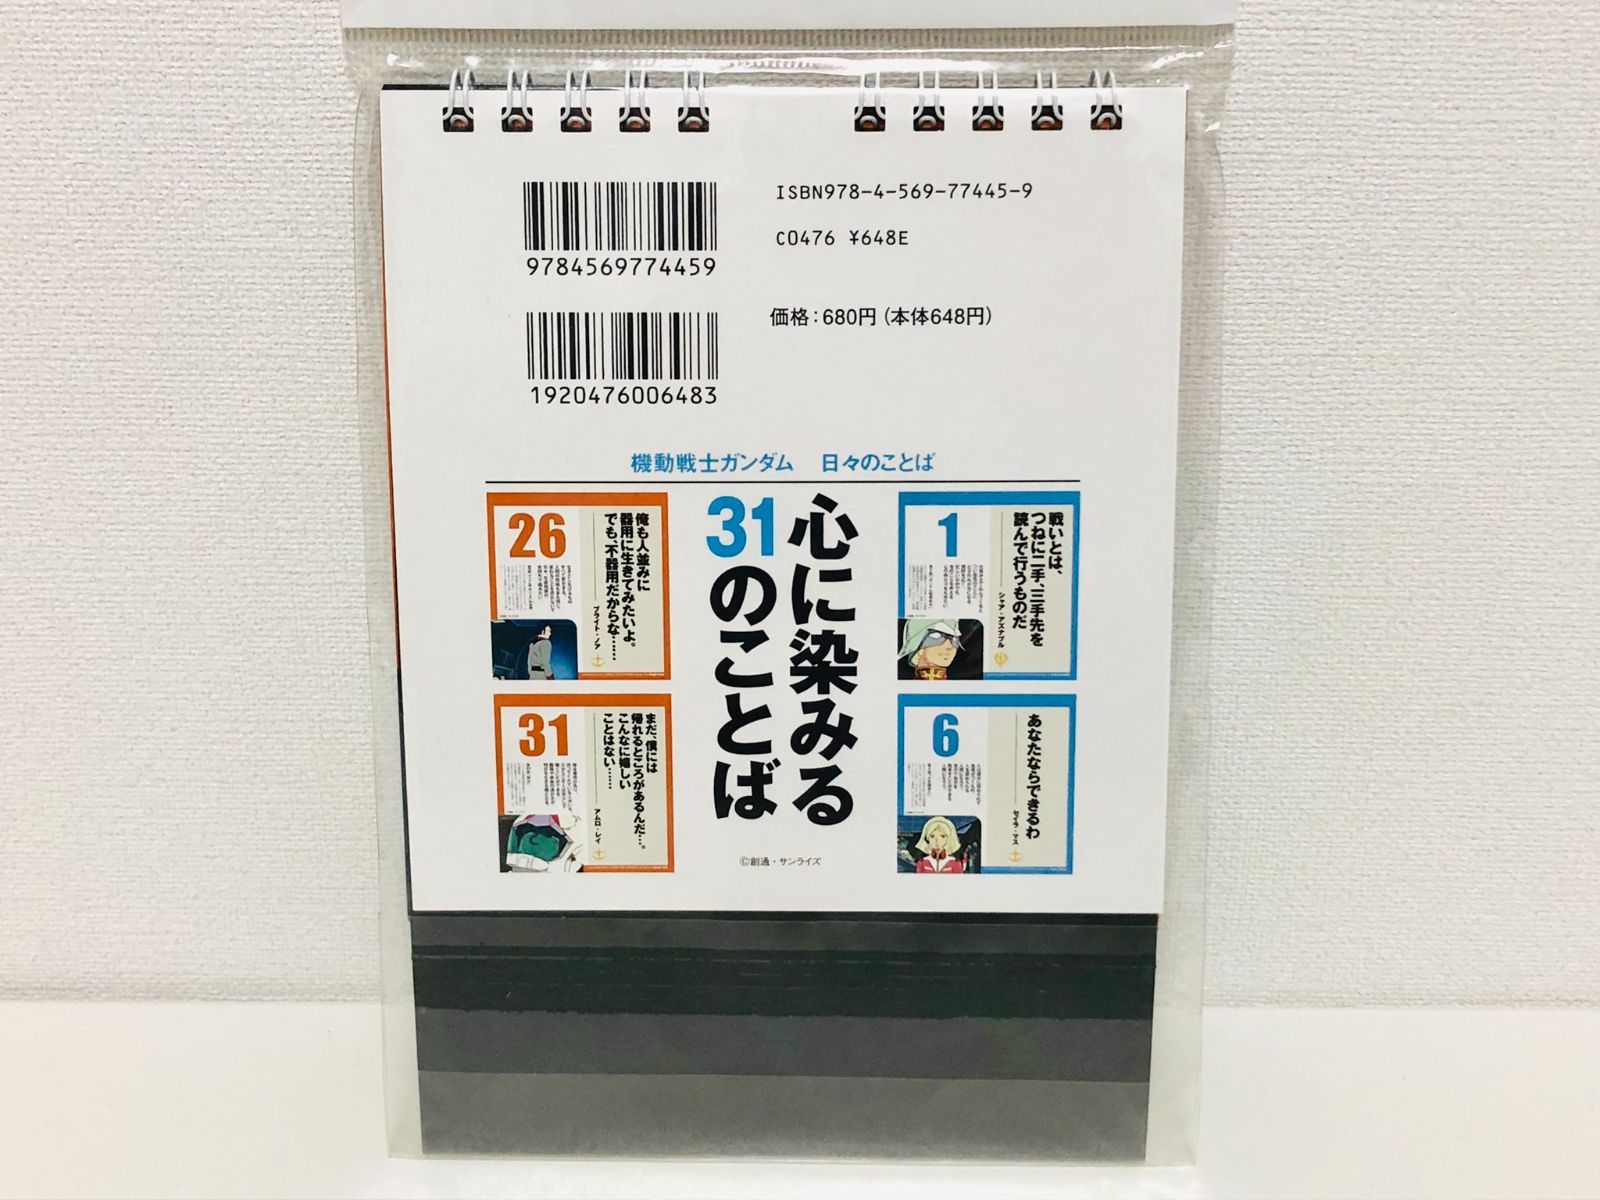 ISBN978-4-569-77445-9
C0476 ¥648E
9784569774459
価格：680円（本体648円）
1920476006483
機動戦士ガンダム 日々のことば
心に染みる
31のことば
1
戦いとは、
つねに二手、三手先を
読んで行うものだ
シャア・アズナブル
26
俺も人並みに
器用に生きてみたいよ。
でも、不器用だからな……
ブライト・ノア
6
あなたならできるわ
セイラ・マス
31
まだ、僕には
帰れるところがあるんだ…。
こんなに嬉しい
ことはない……
アムロ・レイ
©創通・サンライズ